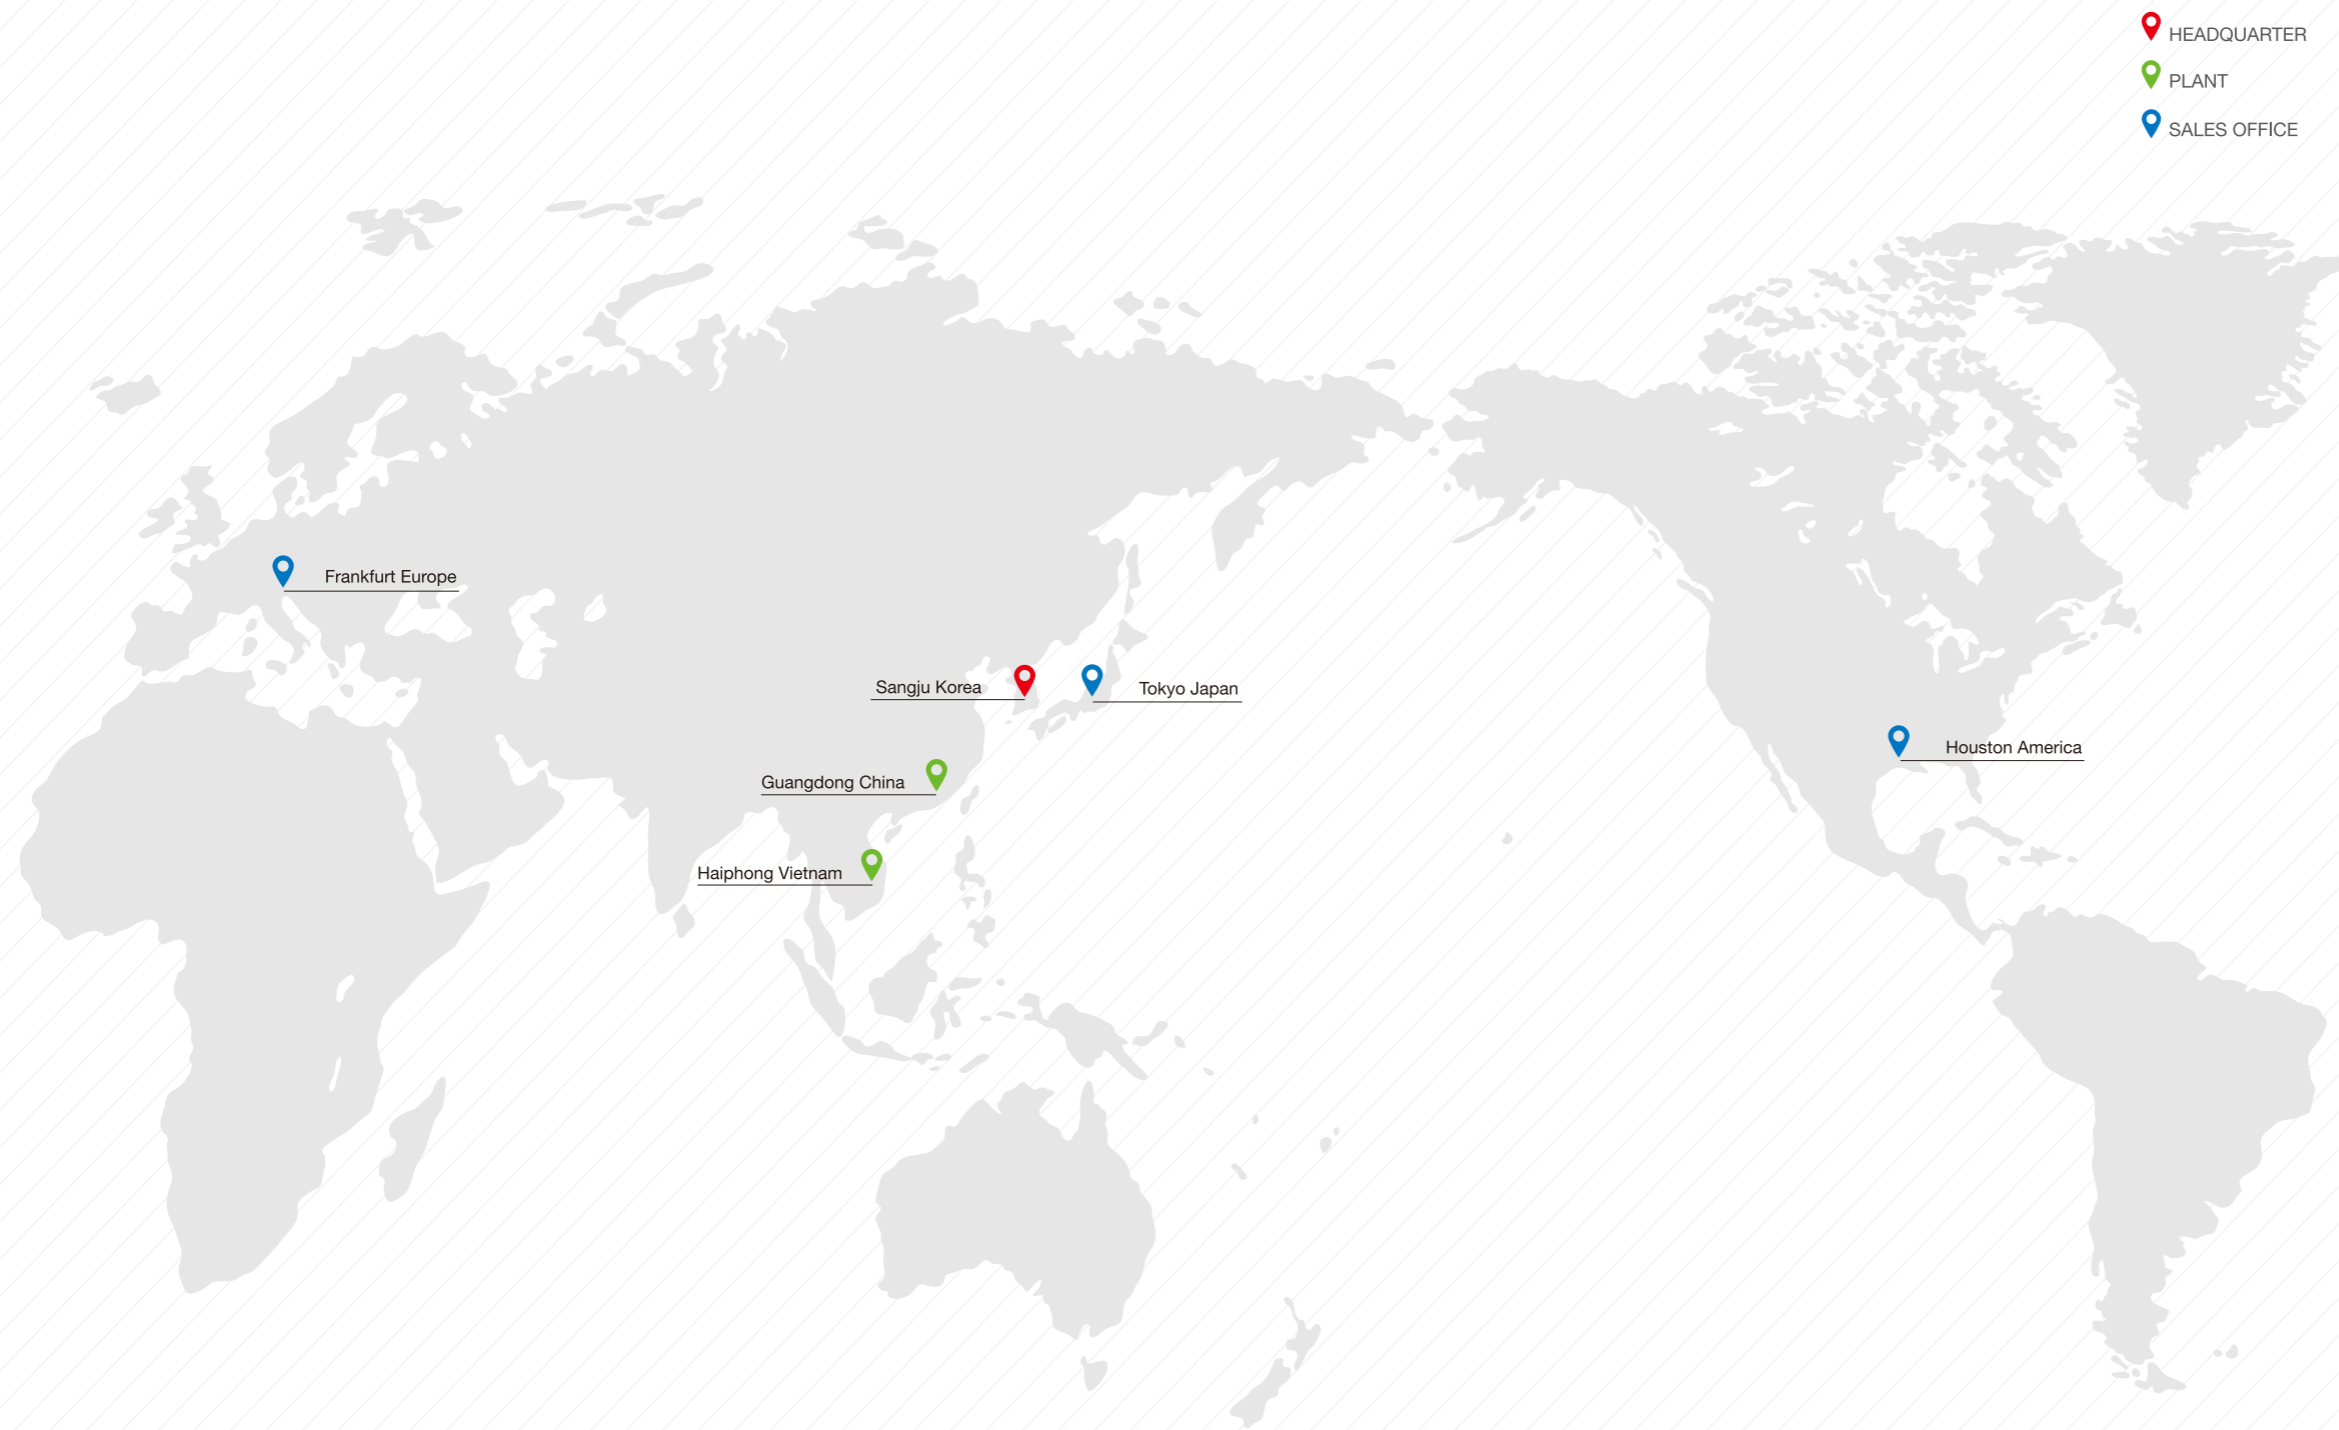 HEADQUARTER
PLANT
SALES OFFICE
Frankfurt Europe
Sangju Korea
Tokyo Japan
Houston America
Guangdong China
Haiphong Vietnam